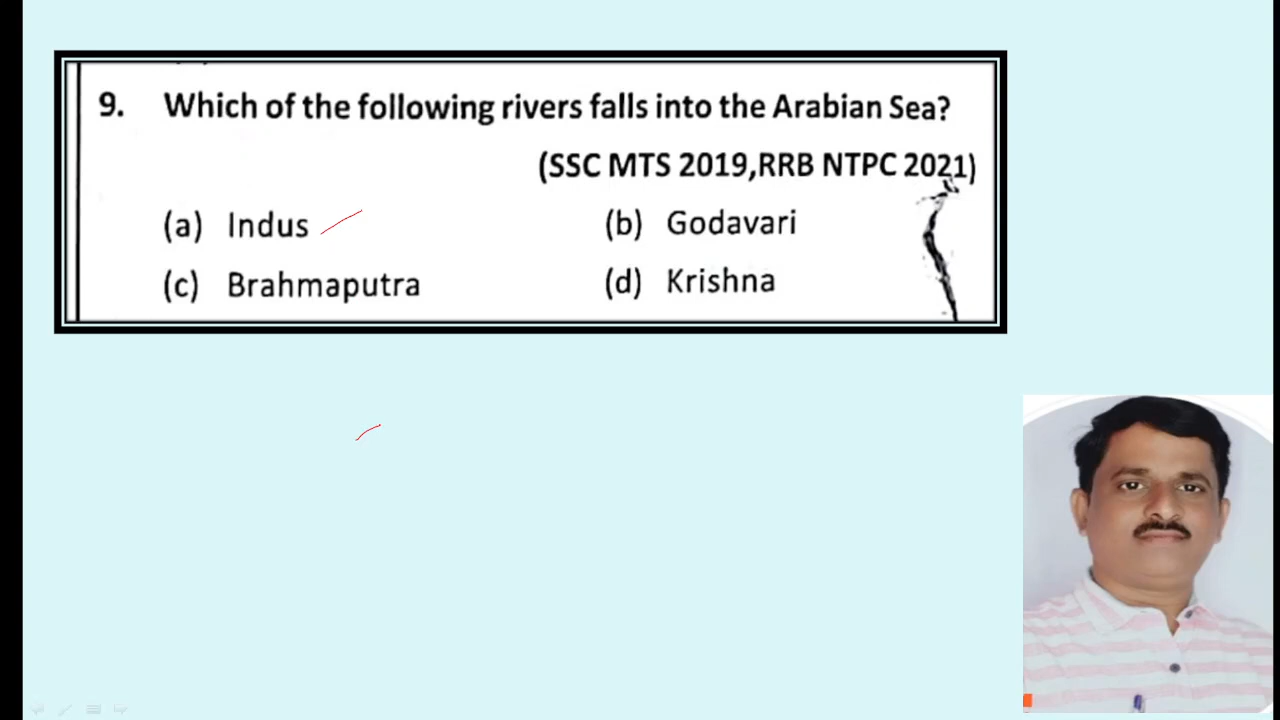 9. Which of the following rivers falls into the Arabian Sea?
(SSC MTS 2019,RRB NTPC 2021)
(a) Indus (b) Godavari
(c) Brahmaputra (d) Krishna